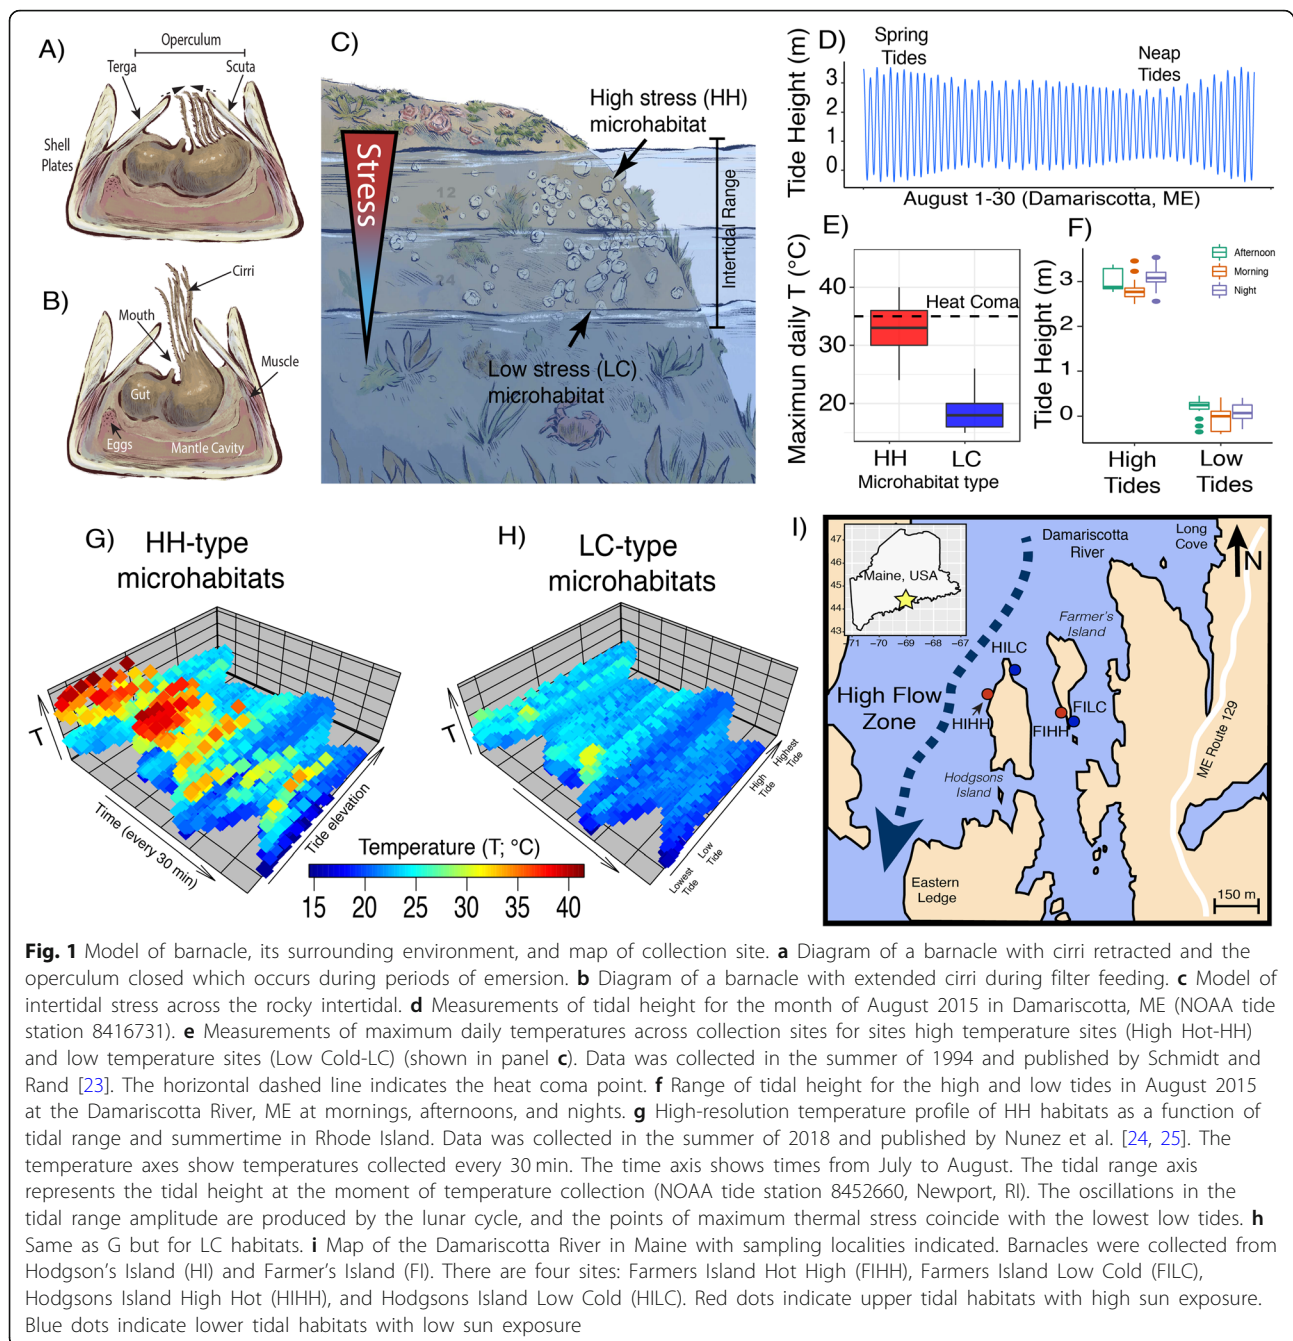 A)
Operculum
Terga
Scuta
Shell
Plates
B)
Cirri
Mouth
Muscle
Gut
Eggs
Mantle Cavity
C)
High stress (HH)
microhabitat
Stress
12
24
Intertidal Range
Low stress (LC)
microhabitat
D)
Spring
Tides
Neap
Tides
Tide Height (m)
3
2
1
0
August 1-30 (Damariscotta, ME)
E)
Maximun daily T (°C)
40
30
20
Heat Coma
HH
LC
Microhabitat type
F)
Tide Height (m)
3
2
1
0
Afternoon
Morning
Night
High
Tides
Low
Tides
G)
HH-type
microhabitats
T
Time (every 30 min)
Tide elevation
H)
LC-type
microhabitats
T
Lowest
Tide
Low
Tide
High
Tide
Highest
Tide
Temperature (T; °C)
15 20 25 30 35 40
I)
47
46
45
44
43
−71 −70 −69 −68 −67
Maine, USA
Damariscotta
River
Long
Cove
N
Farmer's
Island
HILC
High Flow
Zone
HIHH
FILC
FIHH
Hodgsons
Island
ME Route 129
Eastern
Ledge
150 m
Fig. 1 Model of barnacle, its surrounding environment, and map of collection site. a Diagram of a barnacle with cirri retracted and the
operculum closed which occurs during periods of emersion. b Diagram of a barnacle with extended cirri during filter feeding. c Model of
intertidal stress across the rocky intertidal. d Measurements of tidal height for the month of August 2015 in Damariscotta, ME (NOAA tide
station 8416731). e Measurements of maximum daily temperatures across collection sites for sites high temperature sites (High Hot-HH)
and low temperature sites (Low Cold-LC) (shown in panel c). Data was collected in the summer of 1994 and published by Schmidt and
Rand [23]. The horizontal dashed line indicates the heat coma point. f Range of tidal height for the high and low tides in August 2015
at the Damariscotta River, ME at mornings, afternoons, and nights. g High-resolution temperature profile of HH habitats as a function of
tidal range and summertime in Rhode Island. Data was collected in the summer of 2018 and published by Nunez et al. [24, 25]. The
temperature axes show temperatures collected every 30 min. The time axis shows times from July to August. The tidal range axis
represents the tidal height at the moment of temperature collection (NOAA tide station 8452660, Newport, RI). The oscillations in the
tidal range amplitude are produced by the lunar cycle, and the points of maximum thermal stress coincide with the lowest low tides. h
Same as G but for LC habitats. i Map of the Damariscotta River in Maine with sampling localities indicated. Barnacles were collected from
Hodgson's Island (HI) and Farmer's Island (FI). There are four sites: Farmers Island Hot High (FIHH), Farmers Island Low Cold (FILC),
Hodgsons Island High Hot (HIHH), and Hodgsons Island Low Cold (HILC). Red dots indicate upper tidal habitats with high sun exposure.
Blue dots indicate lower tidal habitats with low sun exposure